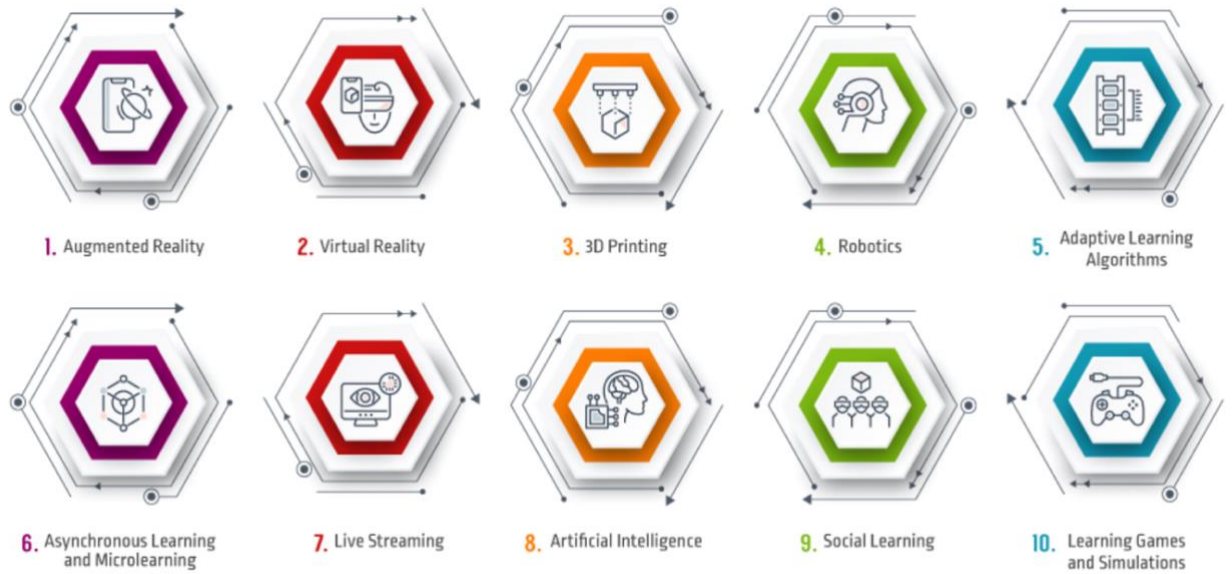 1. Augmented Reality
2. Virtual Reality
3. 3D Printing
4. Robotics
5. Adaptive Learning
Algorithms
6. Asynchronous Learning
and Microlearning
7. Live Streaming
8. Artificial Intelligence
9. Social Learning
10. Learning Games
and Simulations